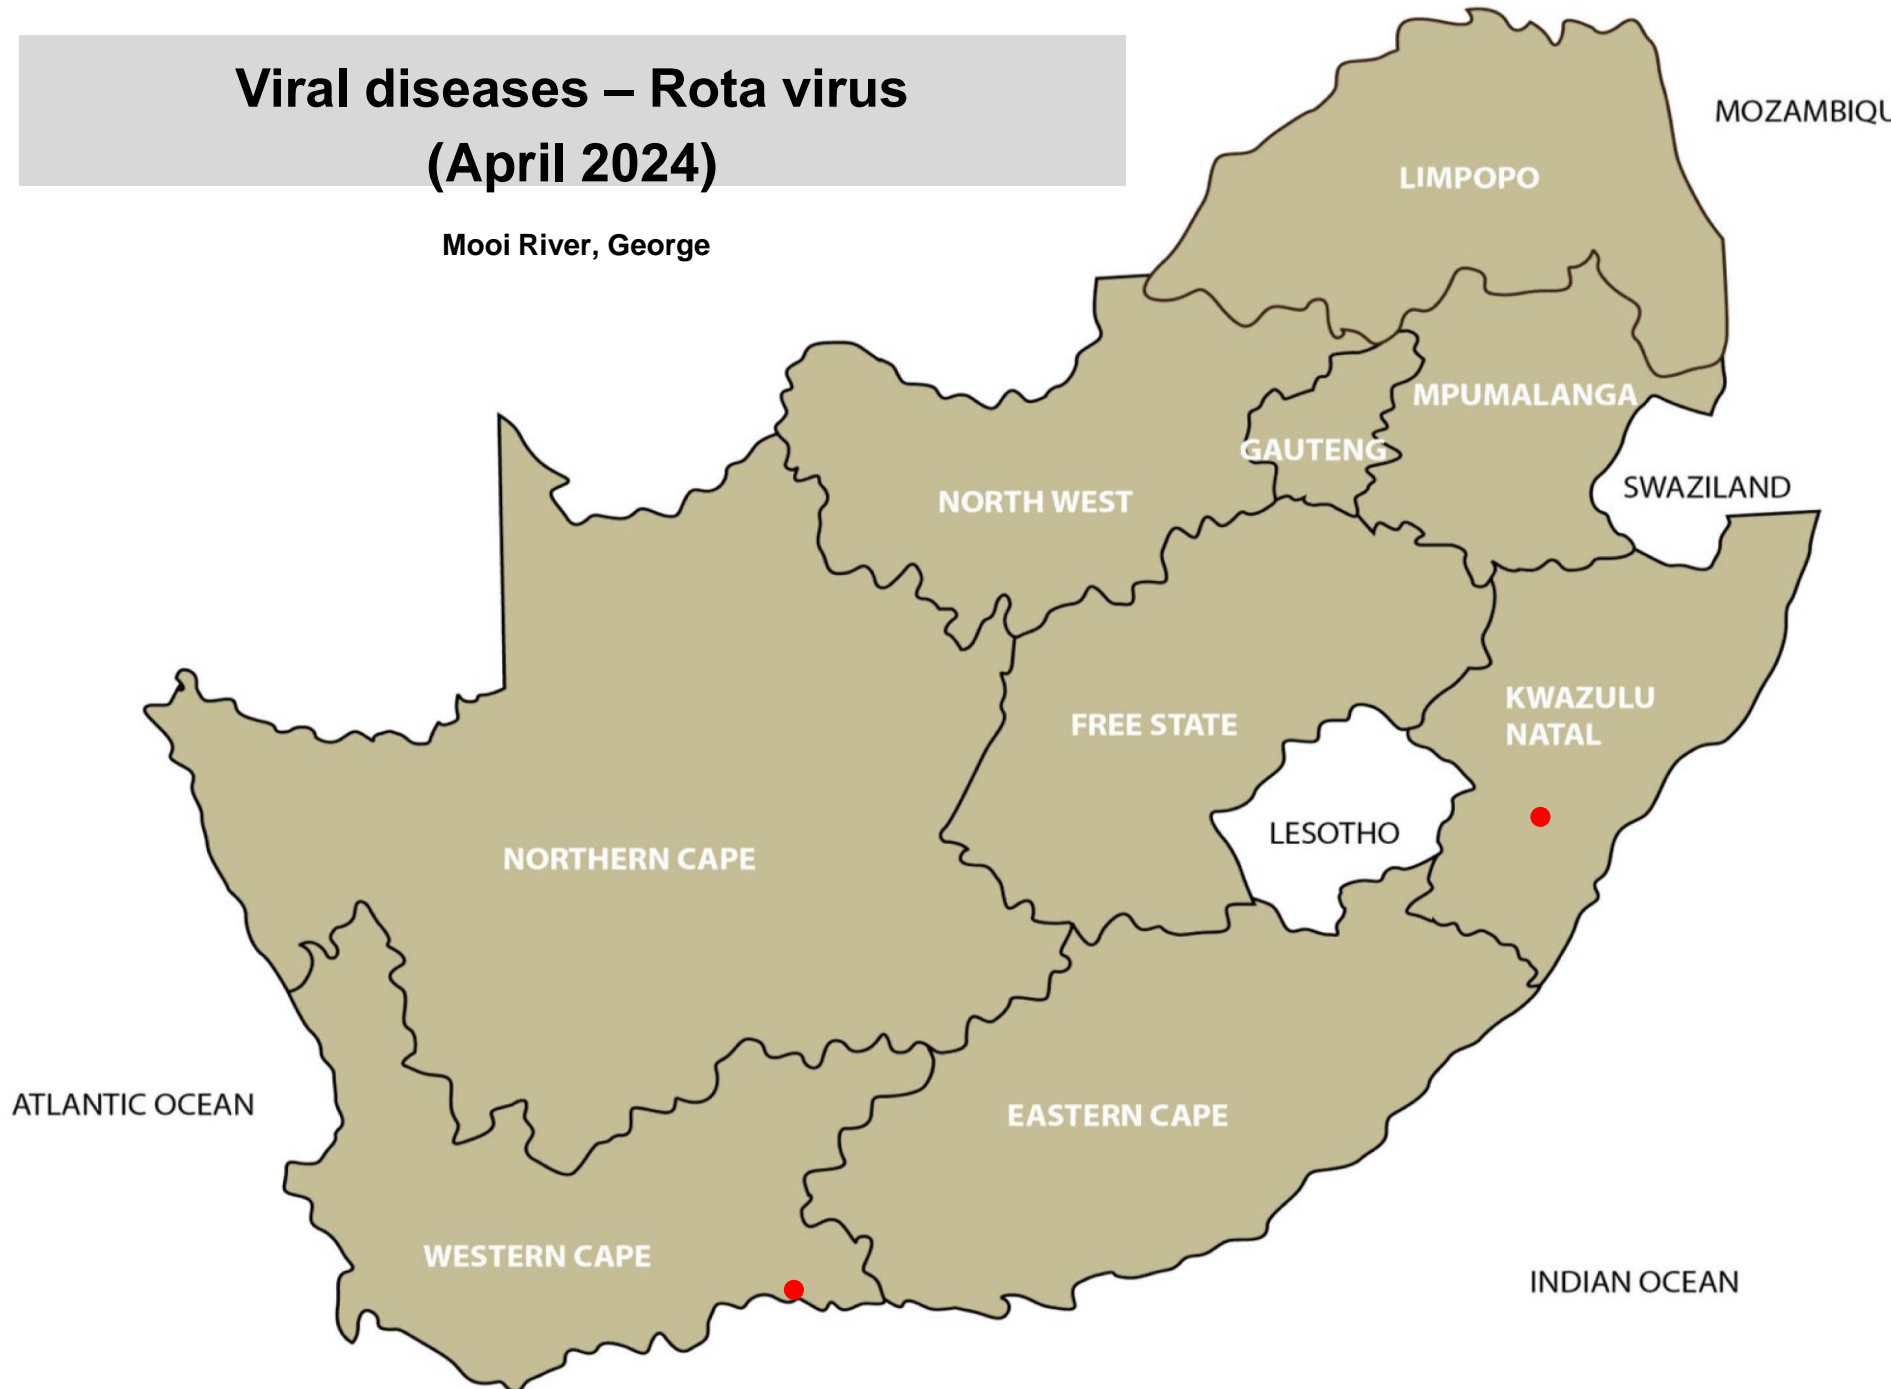 Viral diseases – Rota virus
(April 2024)
Mooi River, George
MOZAMBIQU
LIMPOPO
MPUMALANGA
GAUTENG
SWAZILAND
NORTH WEST
KWAZULU
NATAL
FREE STATE
LESOTHO
NORTHERN CAPE
ATLANTIC OCEAN
EASTERN CAPE
WESTERN CAPE
INDIAN OCEAN